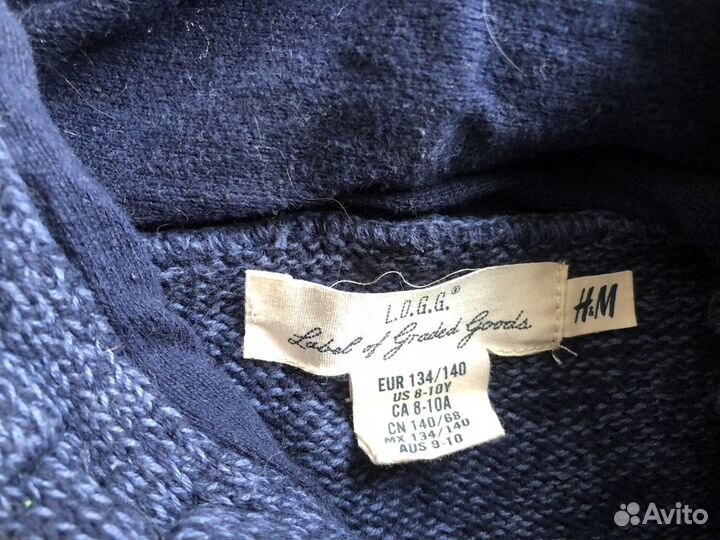 L.O.G.G.®
Label of Graded Goods
H&M
EUR 134/140
US 8-10Y
CA 8-10A
CN 140/68
MX 134/140
AUS 9-10
Avito